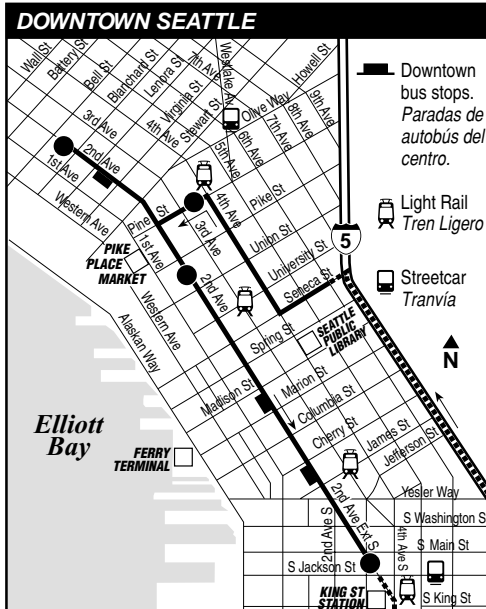 DOWNTOWN SEATTLE
Wall St
Battery St
Bell St
Blanchard St
Lenora St
7th Ave
Virginia St
Stewart St
Westlake Av
Olive Way
Howell St
9th Ave
8th Ave
7th Ave
6th Ave
5th Ave
4th Ave
3rd Ave
2nd Ave
1st Ave
Western Ave
4th Ave
Pike St
Pine St
3rd Ave
Union St
University St
Seneca St
1st Ave
2nd Ave
PIKE
PLACE
MARKET
Western Ave
Alaskan Way
Spring St
SEATTLE
PUBLIC
LIBRARY
Madison St
Marion St
Columbia St
Cherry St
James St
Jefferson St
Elliott
Bay
FERRY
TERMINAL
Yesler Way
2nd Ave Ext S
2nd Ave S
4th Ave S
S Washington St
S Main St
S Jackson St
KING ST
STATION
S King St
5
Downtown
bus stops.
Paradas de
autobús del
centro.
Light Rail
Tren Ligero
Streetcar
Tranvía
N